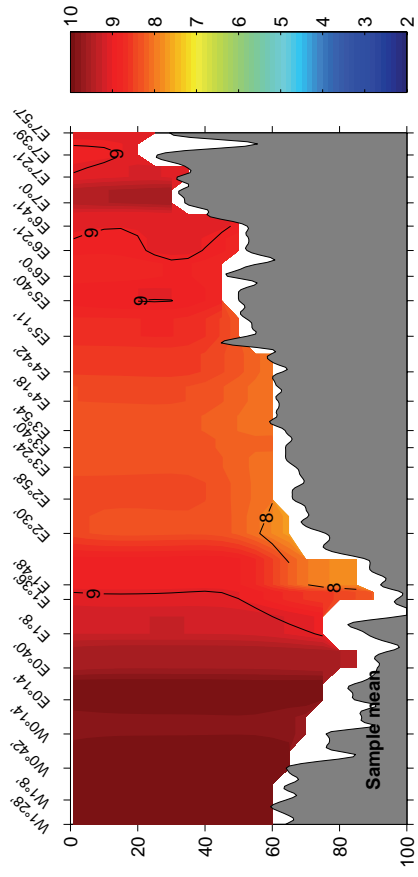 10
9
8
7
6
5
4
3
2
W1°28'
W1°8'
W0°42'
W0°14'
E0°14'
E0°40'
E1°8'
E1°36'
E1°48'
E2°30'
E2°58'
E3°24'
E3°40'
E3°54'
E4°18'
E4°42'
E5°11'
E5°40'
E6°0'
E6°21'
E6°41'
E7°0'
E7°21'
E7°39'
E7°57'
0
20
40
60
80
100
9
9
9
9
8
8
Sample mean